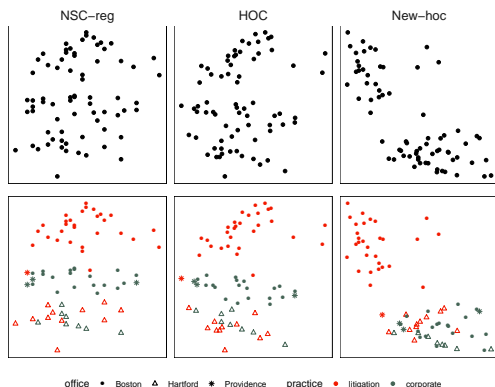 NSC-reg HOC New-hoc
office Boston Hartford Providence practice litigation corporate